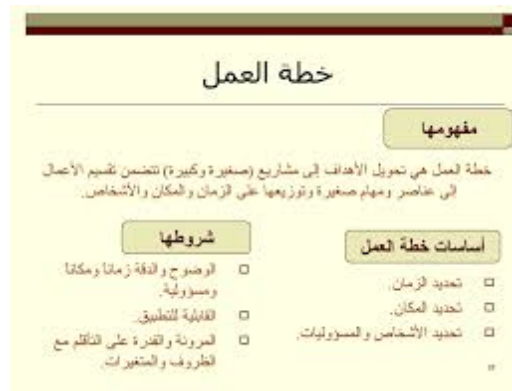 خطة العمل
مفهومها
خطة العمل هي تحويل الأهداف إلى مشاريع (صغيرة وكبيرة) تتضمن تقسيم الأعمال
إلى عناصر ومهام صغيرة وتوزيعها على الزمان والمكان والأشخاص.
أساسات خطة العمل
تحديد الزمان.
تحديد المكان.
تحديد الأشخاص والمسؤوليات.
شروطها
الوضوح والدقة زماناً ومكاناً
ومسؤولية.
القابلية للتطبيق.
المرونة والقدرة على التأقلم مع
الظروف والمتغيرات.